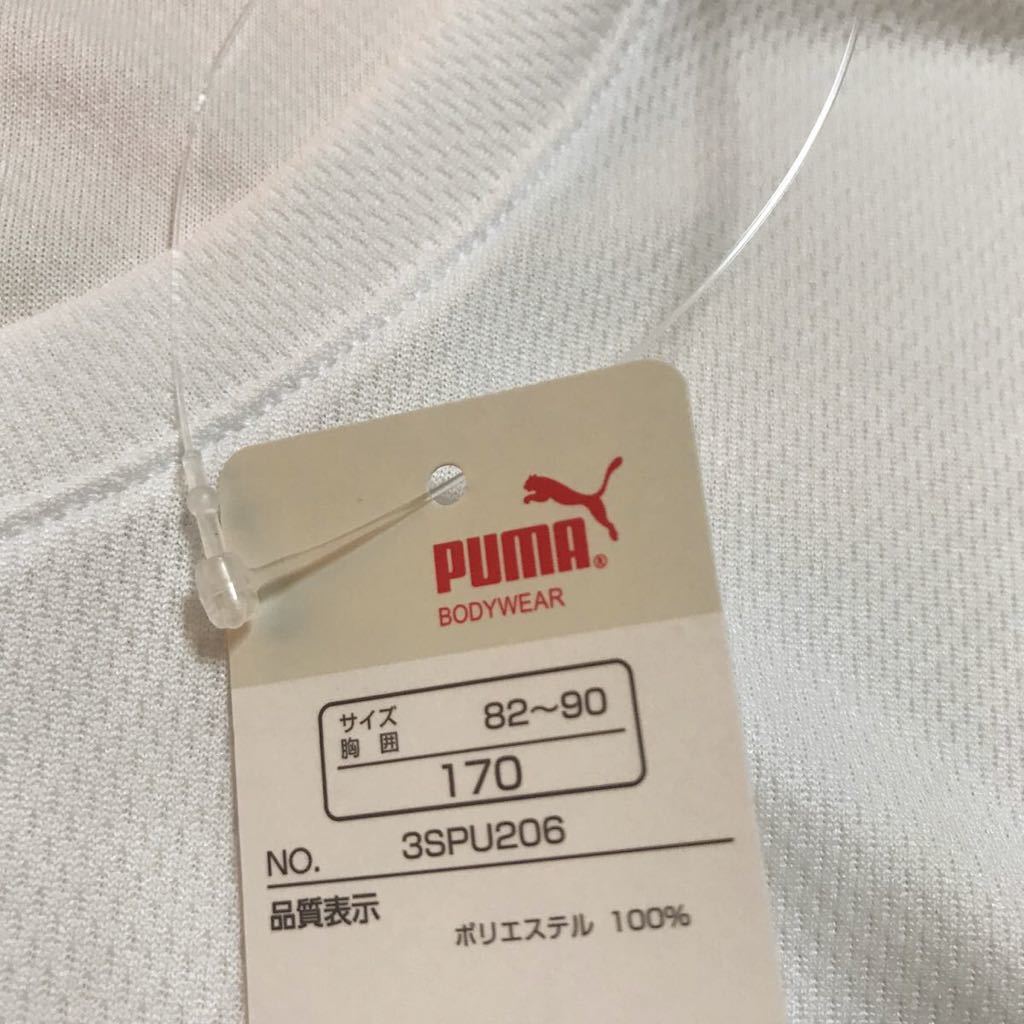 PUMA®
BODYWEAR
サイズ
胸囲 82～90
170
NO. 3SPU206
品質表示
ポリエステル 100%